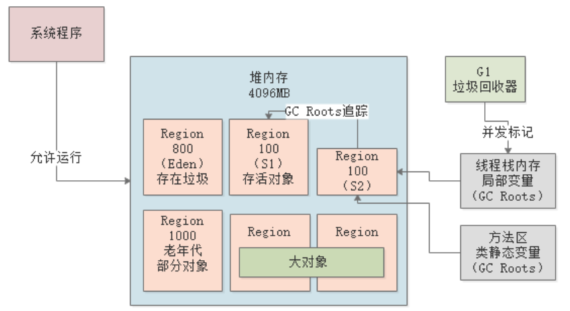 系统程序
允许运行
堆内存
4096MB
GC Roots追踪
Region
800
（Eden）
存在垃圾
Region
100
（S1）
存活对象
Region
100
（S2）
Region
1000
老年代
部分对象
Region
Region
大对象
G1
垃圾回收器
并发标记
线程栈内存
局部变量
（GC Roots）
方法区
类静态变量
（GC Roots）